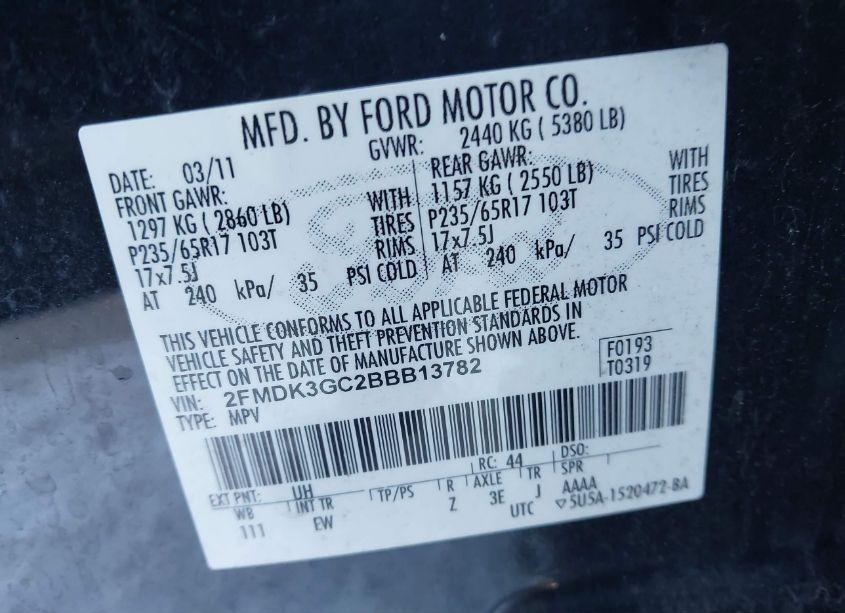 MFD. BY FORD MOTOR CO.
DATE: 03/11 GVWR: 2440 KG ( 5380 LB)
FRONT GAWR: REAR GAWR:
1297 KG ( 2860 LB) WITH 1157 KG ( 2550 LB) WITH
P235/65R17 103T TIRES P235/65R17 103T TIRES
17x7.5J RIMS 17x7.5J RIMS
AT 240 kPa/ 35 PSI COLD AT 240 kPa/ 35 PSI COLD
THIS VEHICLE CONFORMS TO ALL APPLICABLE FEDERAL MOTOR
VEHICLE SAFETY AND THEFT PREVENTION STANDARDS IN
EFFECT ON THE DATE OF MANUFACTURE SHOWN ABOVE.
VIN: 2FMDK3GC2BBB13782 F0193
TYPE: MPV T0319
EXT PNT: UH RC: 44 DSO:
WB INT TR TP/PS R AXLE TR SPR
111 EW Z 3E J AAAA
UTC ▽5U5A-1520472-BA